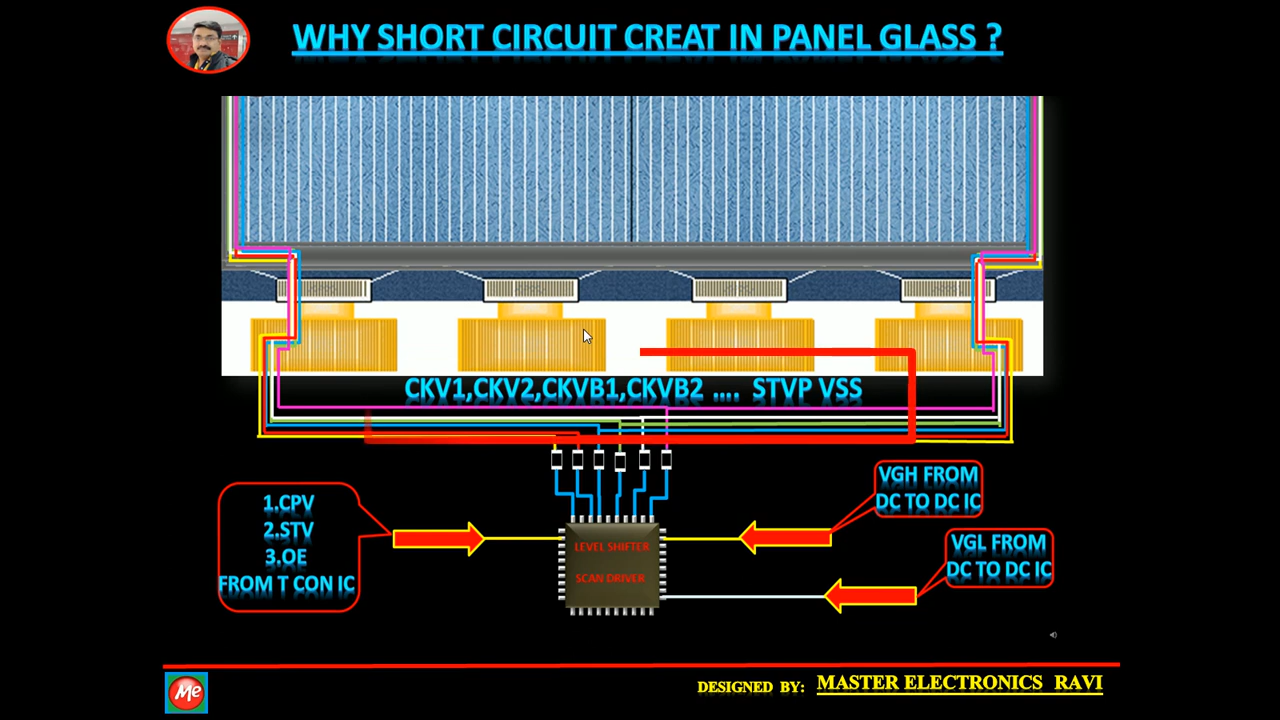 WHY SHORT CIRCUIT CREAT IN PANEL GLASS ?
CKV1,CKV2,CKVB1,CKVB2 .... STVP VSS
1.CPV
2.STV
3.OE
FROM T CON IC
LEVEL SHIFTER
SCAN DRIVER
VGH FROM
DC TO DC IC
VGL FROM
DC TO DC IC
Me
DESIGNED BY: MASTER ELECTRONICS RAVI